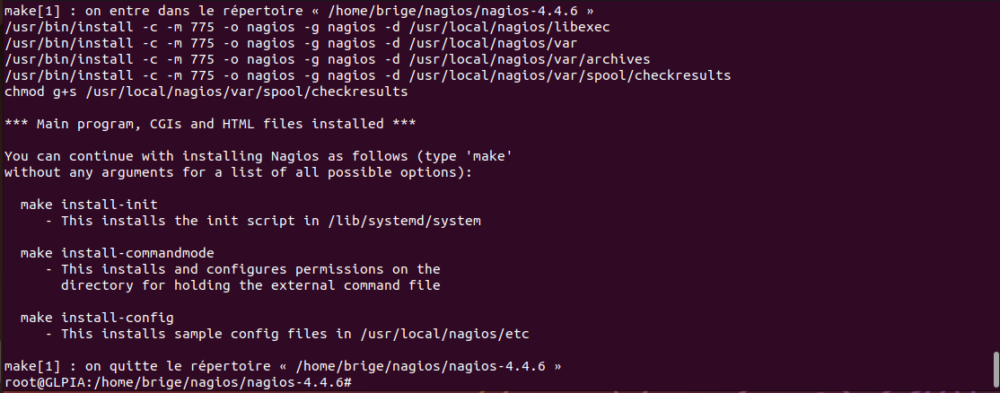 make[1] : on entre dans le répertoire « /home/brige/nagios/nagios-4.4.6 »
/usr/bin/install -c -m 775 -o nagios -g nagios -d /usr/local/nagios/libexec
/usr/bin/install -c -m 775 -o nagios -g nagios -d /usr/local/nagios/var
/usr/bin/install -c -m 775 -o nagios -g nagios -d /usr/local/nagios/var/archives
/usr/bin/install -c -m 775 -o nagios -g nagios -d /usr/local/nagios/var/spool/checkresults
chmod g+s /usr/local/nagios/var/spool/checkresults

*** Main program, CGIs and HTML files installed ***

You can continue with installing Nagios as follows (type 'make'
without any arguments for a list of all possible options):

  make install-init
     - This installs the init script in /lib/systemd/system

  make install-commandmode
     - This installs and configures permissions on the
       directory for holding the external command file

  make install-config
     - This installs sample config files in /usr/local/nagios/etc

make[1] : on quitte le répertoire « /home/brige/nagios/nagios-4.4.6 »
root@GLPIA:/home/brige/nagios/nagios-4.4.6#